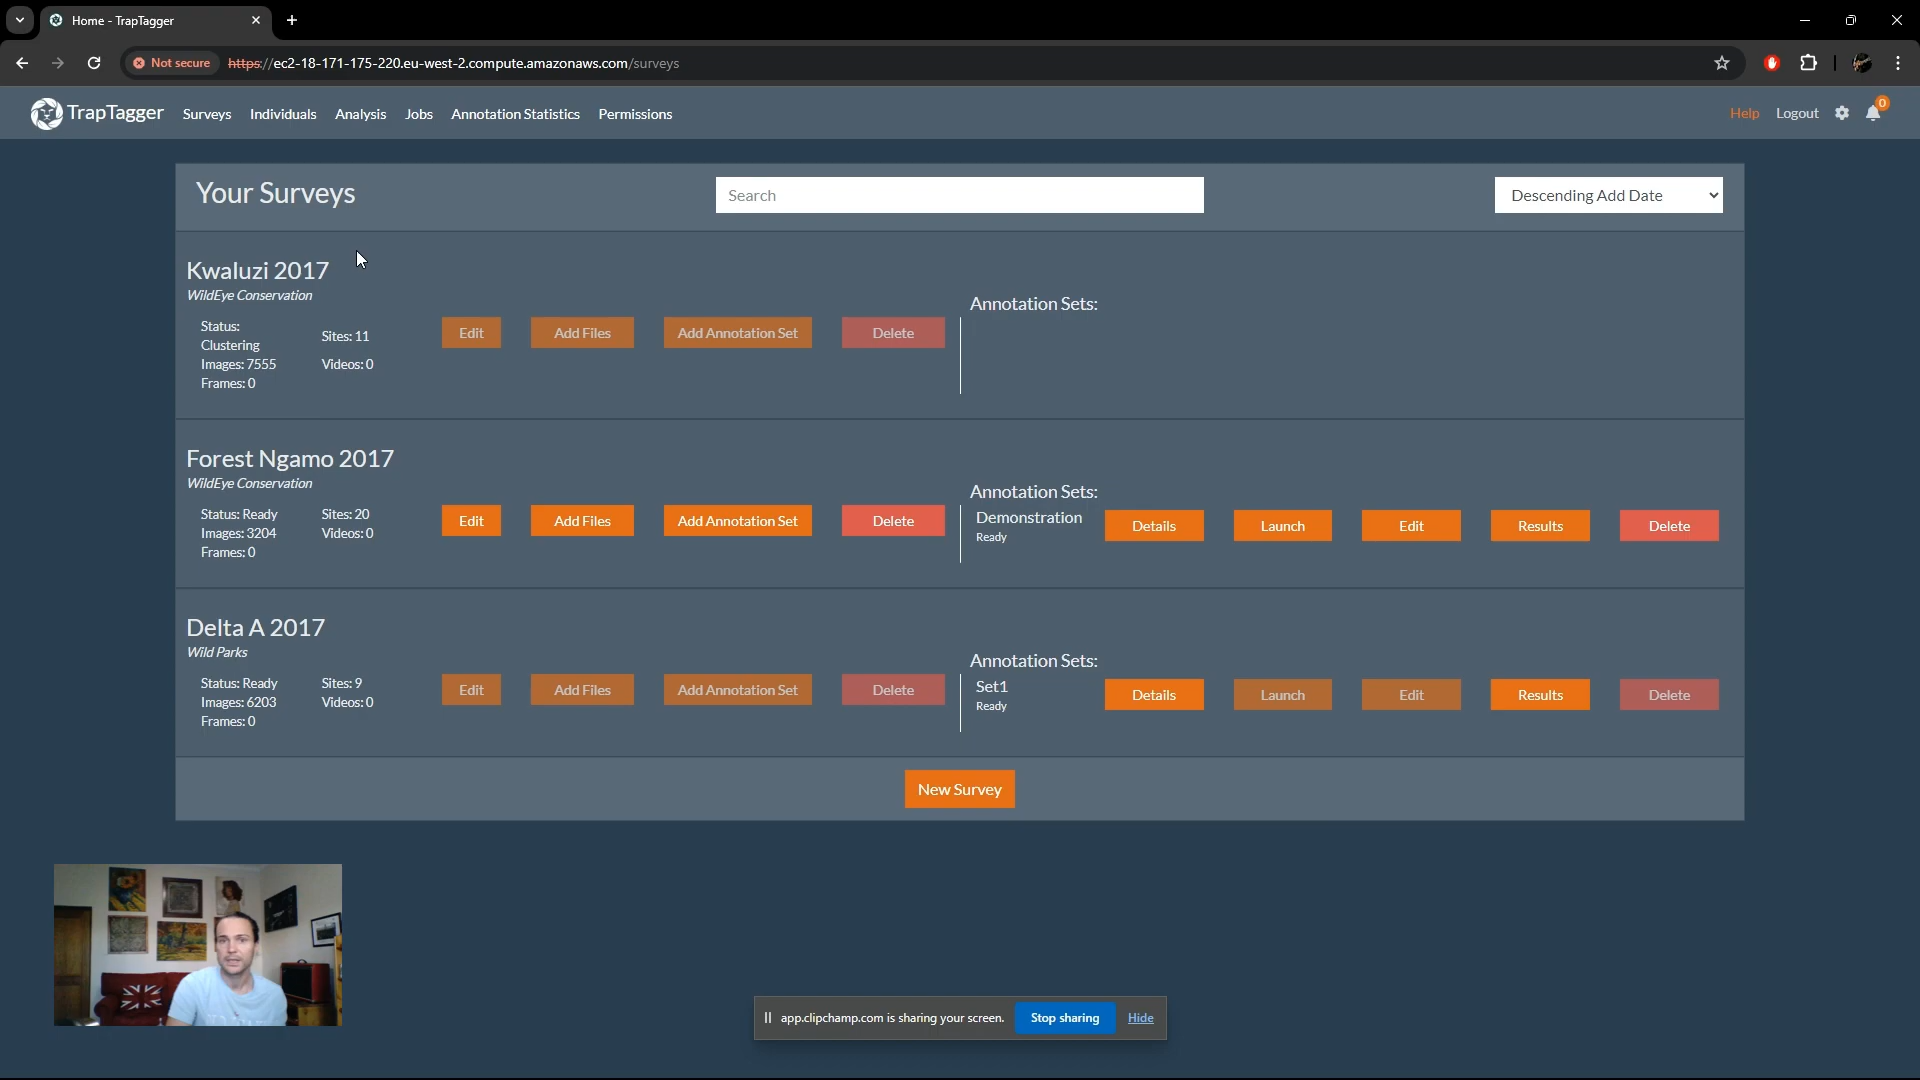 Home - TrapTagger
Not secure
https://ec2-18-171-175-220.eu-west-2.compute.amazonaws.com/surveys
TrapTagger
Surveys
Individuals
Analysis
Jobs
Annotation Statistics
Permissions
Help
Logout
0
Your Surveys
Search
Descending Add Date
Kwaluzi 2017
WildEye Conservation
Status:
Clustering
Images: 7555
Frames: 0
Sites: 11
Videos: 0
Edit
Add Files
Add Annotation Set
Delete
Annotation Sets:
Forest Ngamo 2017
WildEye Conservation
Status: Ready
Images: 3204
Frames: 0
Sites: 20
Videos: 0
Edit
Add Files
Add Annotation Set
Delete
Annotation Sets:
Demonstration
Ready
Details
Launch
Edit
Results
Delete
Delta A 2017
Wild Parks
Status: Ready
Images: 6203
Frames: 0
Sites: 9
Videos: 0
Edit
Add Files
Add Annotation Set
Delete
Annotation Sets:
Set1
Ready
Details
Launch
Edit
Results
Delete
New Survey
app.clipchamp.com is sharing your screen.
Stop sharing
Hide